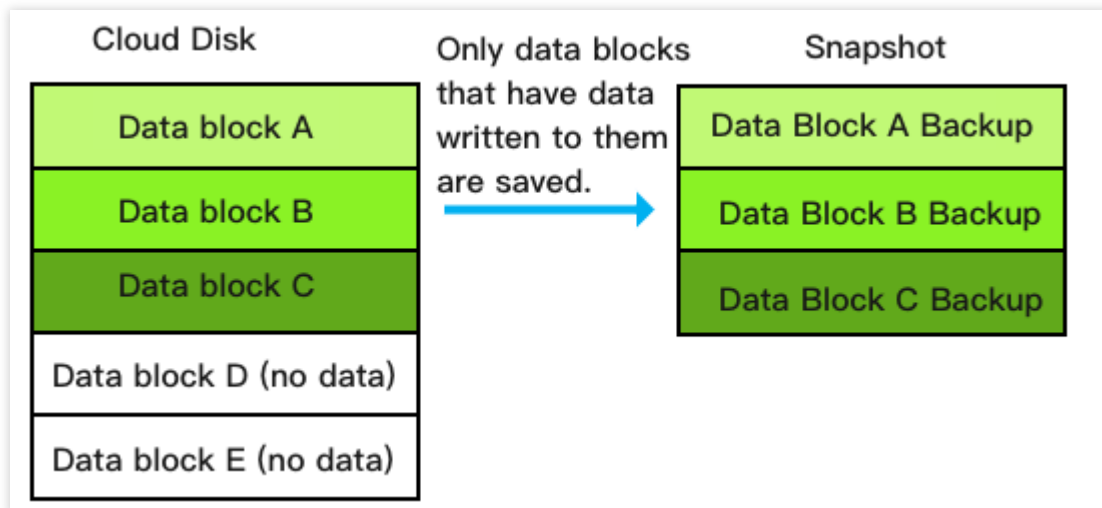 Cloud Disk
Data block A
Data block B
Data block C
Data block D (no data)
Data block E (no data)
Only data blocks
that have data
written to them
are saved.
Snapshot
Data Block A Backup
Data Block B Backup
Data Block C Backup